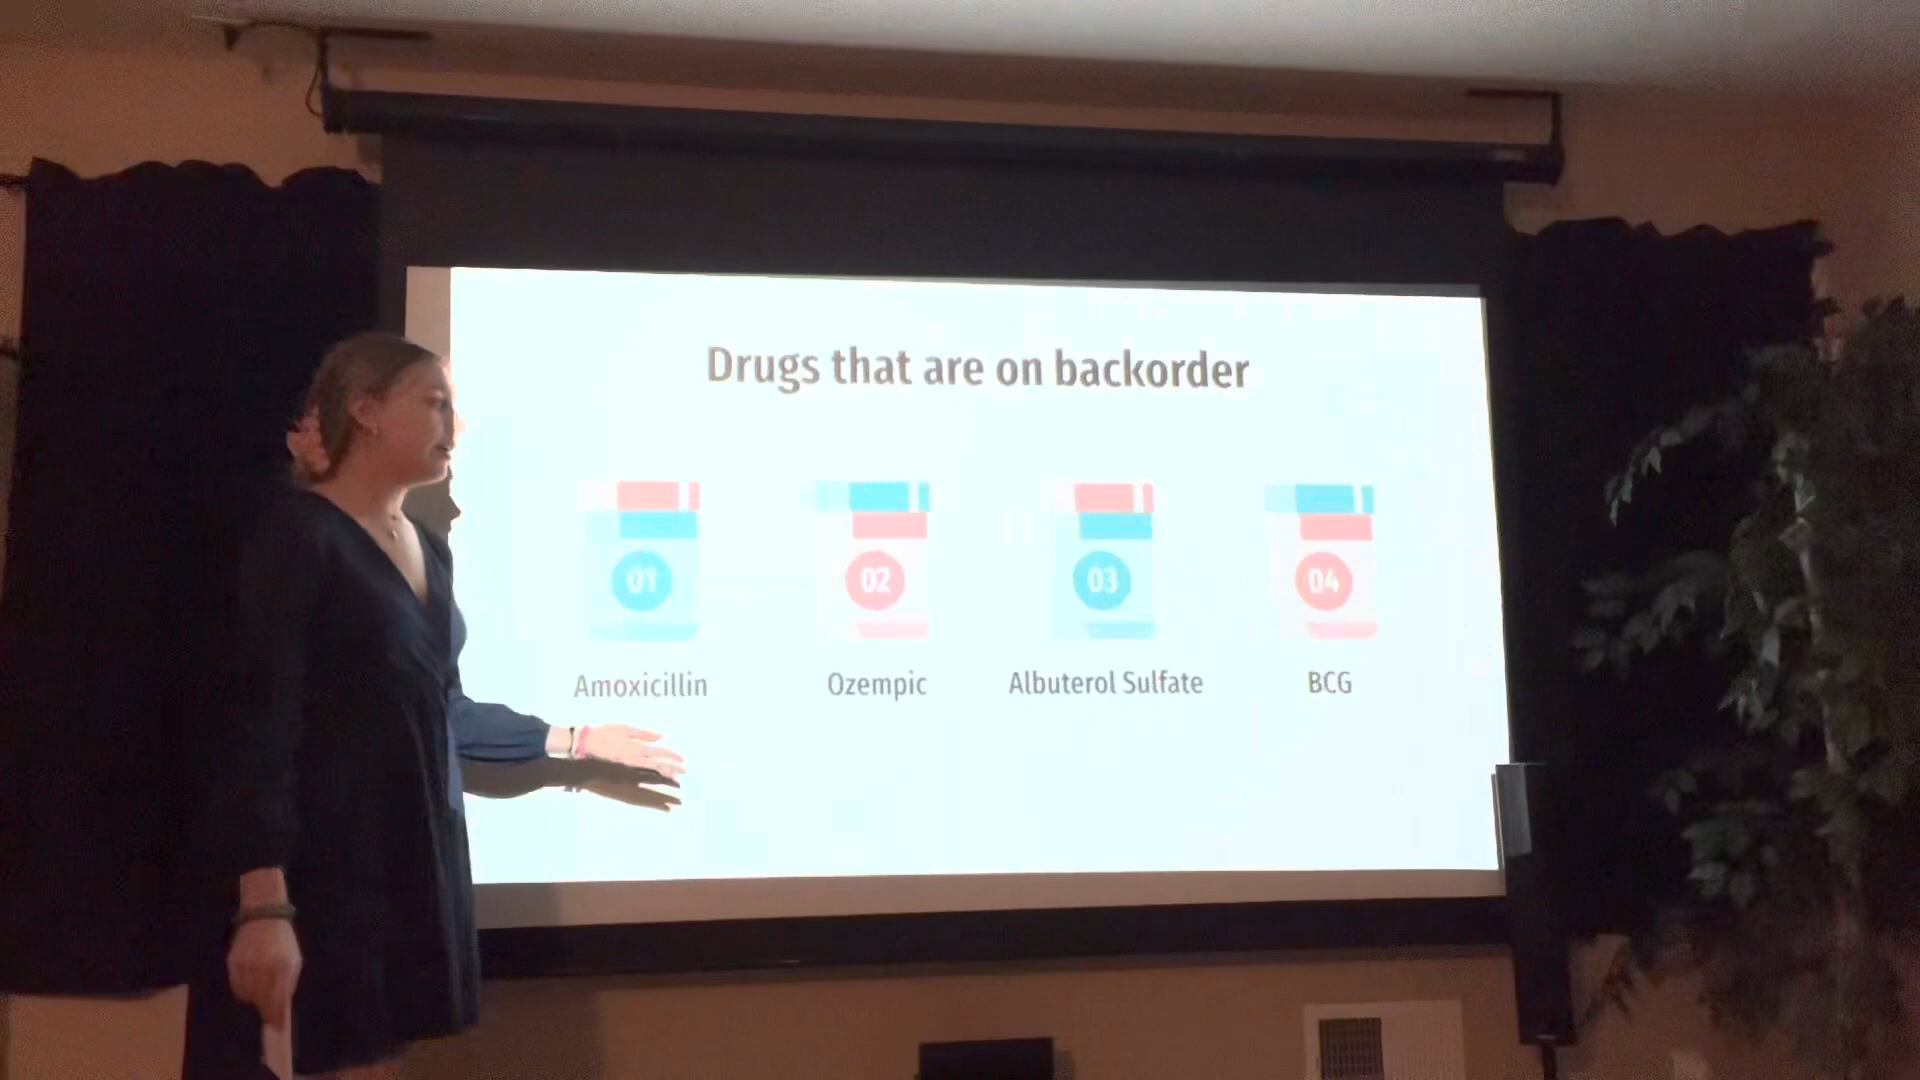 Drugs that are on backorder
01
02
03
04
Amoxicillin
Ozempic
Albuterol Sulfate
BCG